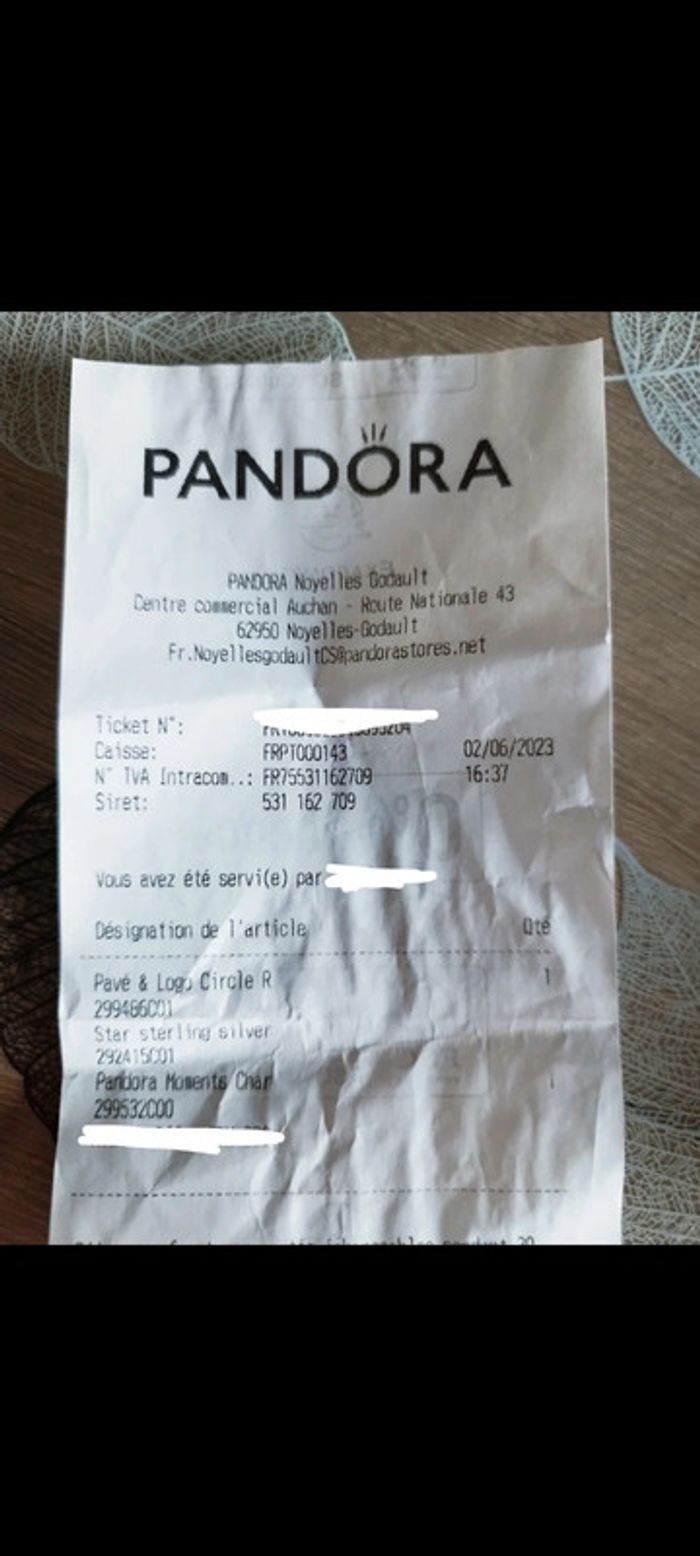 PANDORA
PANDORA Noyelles Godault
Centre commercial Auchan - Route Nationale 43
62950 Noyelles-Godault
Fr.NoyellesgodaultCS@pandorastores.net
Ticket N°:
Caisse: FRPT000143 02/06/2023
N° TVA Intracom..: FR75531162709 16:37
Siret: 531 162 709
Vous avez été servi(e) par
Désignation de l'article Qté
Pavé & Logo Circle R 1
299486C01
Star sterling silver
292415C01
Pandora Moments Char 1
299532C00